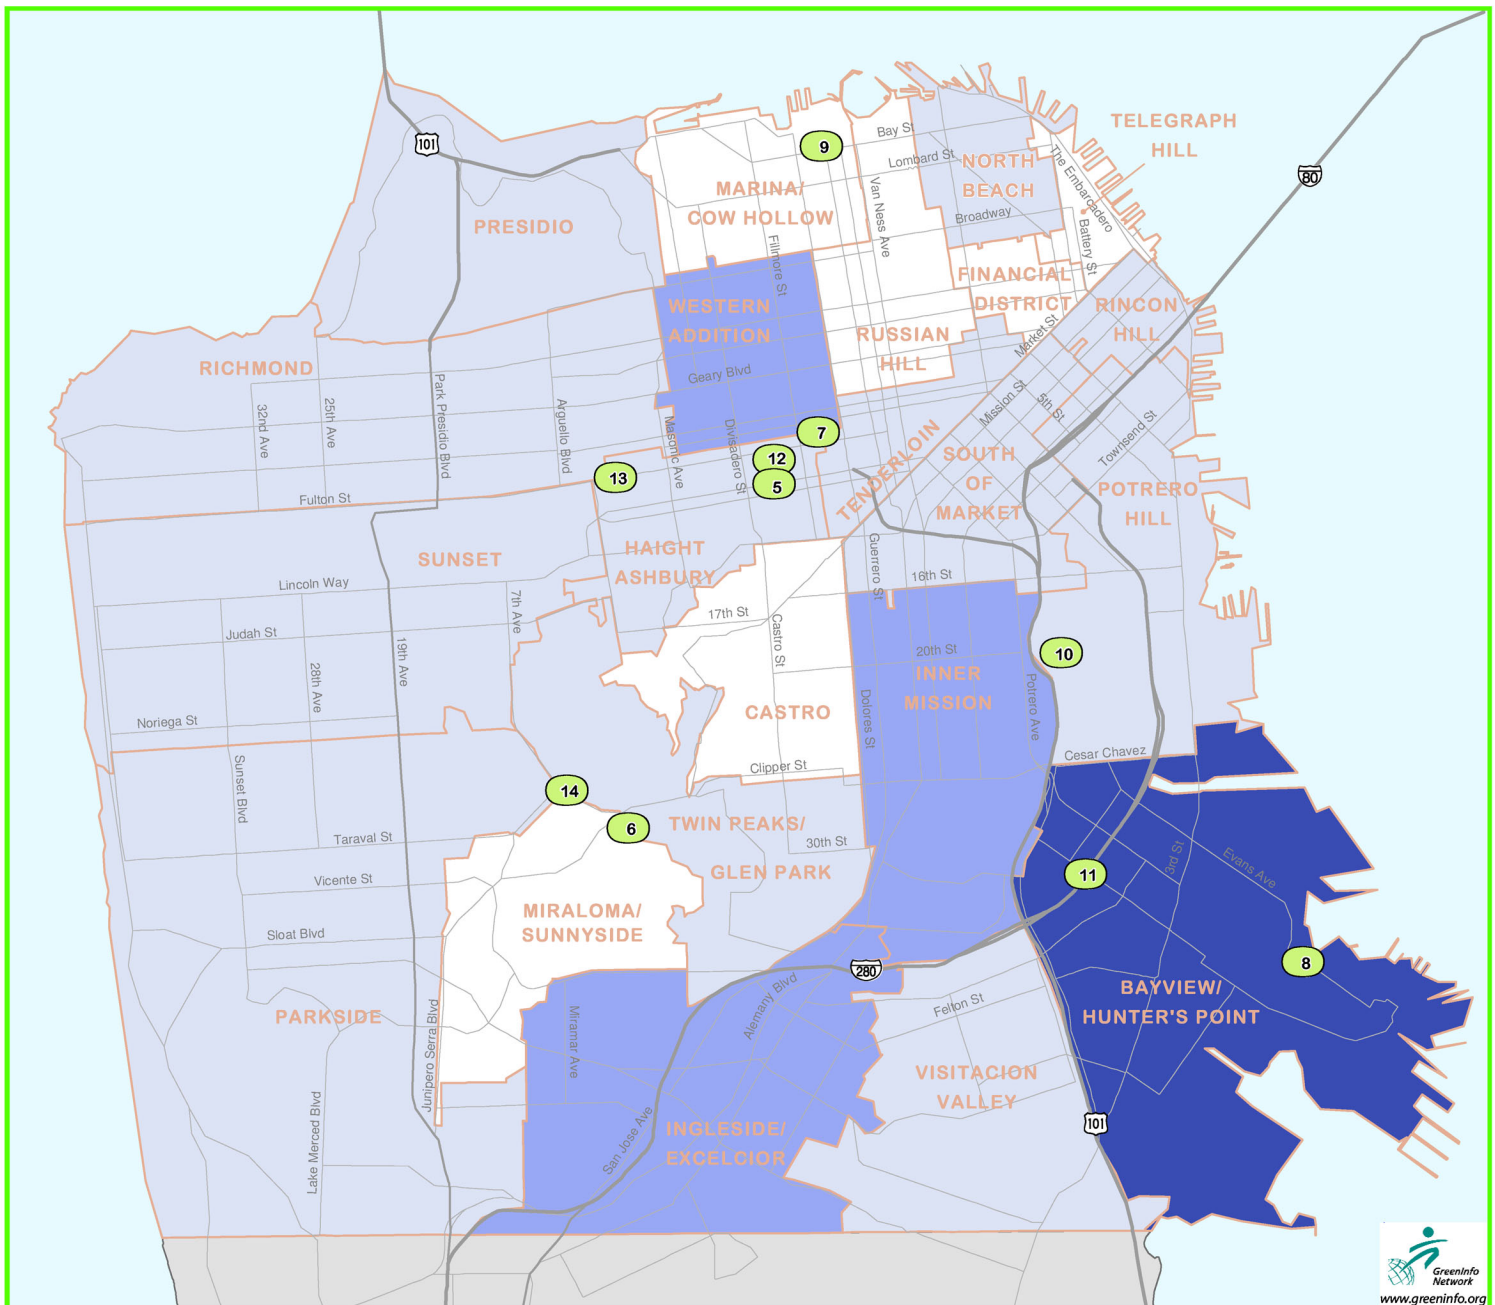 TELEGRAPH
HILL
101
9
Bay St
Lombard St
NORTH
BEACH
The Embarcadero
80
MARINA/
COW HOLLOW
Van Ness Ave
Broadway
Battery St
PRESIDIO
Fillmore St
FINANCIAL
DISTRICT
WESTERN
ADDITION
RINCON
HILL
RUSSIAN
HILL
Market St
RICHMOND
Geary Blvd
Park Presidio Blvd
32nd Ave
25th Ave
Arguello Blvd
Masonic Ave
Divisadero St
Mission St
5th St
Townsend St
7
12
5
13
TENDERLOIN
SOUTH
OF
MARKET
POTRERO
HILL
Fulton St
SUNSET
HAIGHT
ASHBURY
Guerrero St
16th St
Lincoln Way
7th Ave
17th St
Castro St
Judah St
19th Ave
28th Ave
20th St
10
INNER
MISSION
Noriega St
CASTRO
Dolores St
Potrero Ave
Sunset Blvd
Clipper St
Cesar Chavez
14
6
TWIN PEAKS/
GLEN PARK
30th St
Taraval St
3rd St
Evans Ave
11
Vicente St
MIRALOMA/
SUNNYSIDE
Sloat Blvd
280
8
BAYVIEW/
HUNTER'S POINT
Alemany Blvd
Felton St
PARKSIDE
Junipero Serra Blvd
Miramar Ave
VISITACION
VALLEY
Lake Merced Blvd
San Jose Ave
INGLESIDE/
EXCELCIOR
101
GreenInfo
Network
www.greeninfo.org